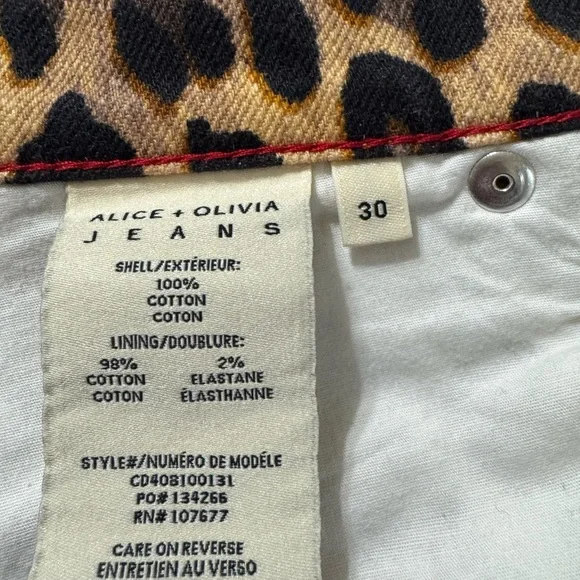 ALICE + OLIVIA
JEANS
30
SHELL/EXTÉRIEUR:
100%
COTTON
COTON
LINING/DOUBLURE:
98% 2%
COTTON ELASTANE
COTON ÉLASTHANNE
STYLE#/NUMÉRO DE MODÉLE
CD408100131
PO# 134266
RN# 107677
CARE ON REVERSE
ENTRETIEN AU VERSO